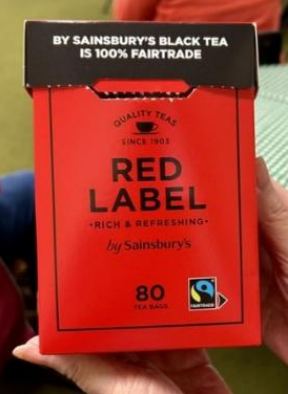 BY SAINSBURY'S BLACK TEA
IS 100% FAIRTRADE
QUALITY TEAS
SINCE 1903
RED
LABEL
•RICH & REFRESHING•
by Sainsbury's
80
TEA BAGS
FAIRTRADE